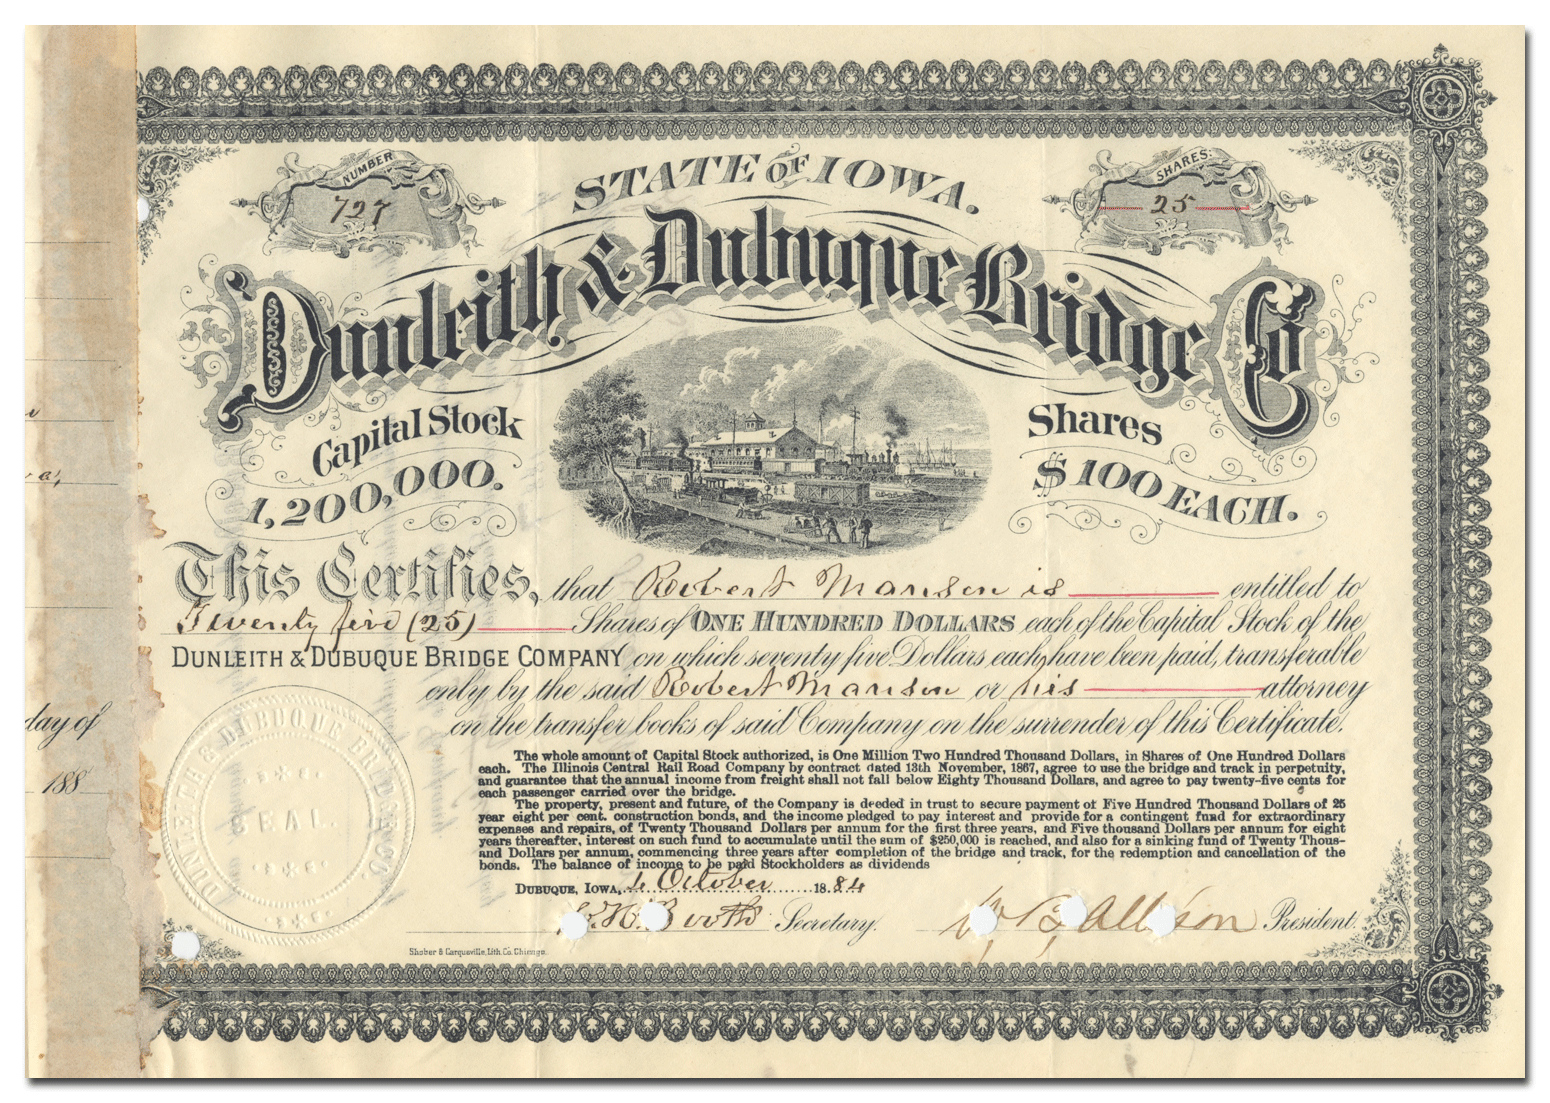 NUMBER
727
SHARES.
25
STATE OF IOWA.
Dunleith & Dubuque Bridge Co
Capital Stock
1,200,000.
Shares
$100 EACH.
This Certifies, that Robert Manson is entitled to
Twenty five (25) Shares of ONE HUNDRED DOLLARS each of the Capital Stock of the
DUNLEITH & DUBUQUE BRIDGE COMPANY on which seventy five Dollars each, have been paid, transferable
only by the said Robert Manson or his attorney
on the transfer books of said Company on the surrender of this Certificate.
The whole amount of Capital Stock authorized, is One Million Two Hundred Thousand Dollars, in Shares of One Hundred Dollars
each. The Illinois Central Rail Road Company by contract dated 13th November, 1867, agree to use the bridge and track in perpetuity,
and guarantee that the annual income from freight shall not fall below Eighty Thousand Dollars, and agree to pay twenty-five cents for
each passenger carried over the bridge.
The property, present and future, of the Company is deeded in trust to secure payment of Five Hundred Thousand Dollars of 25
year eight per cent. construction bonds, and the income pledged to pay interest and provide for a contingent fund for extraordinary
expenses and repairs, of Twenty Thousand Dollars per annum for the first three years, and Five thousand Dollars per annum for eight
years thereafter, interest on such fund to accumulate until the sum of $250,000 is reached, and also for a sinking fund of Twenty Thous-
and Dollars per annum, commencing three years after completion of the bridge and track, for the redemption and cancellation of the
bonds. The balance of income to be paid Stockholders as dividends
DUBUQUE, IOWA, 4 October 1884
Booth Secretary.
W. B. Allison President
Shober & Carqueville, Lith. Co. Chicago.
DUNLEITH & DUBUQUE BRIDGE CO.
SEAL.
day of
188